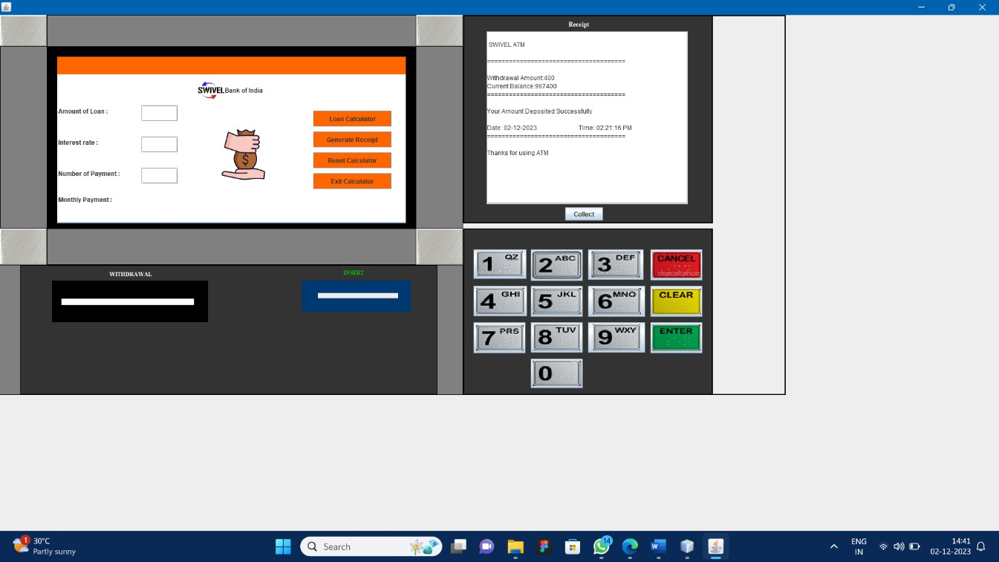 SWIVEL Bank of India
Amount of Loan :
Interest rate :
Number of Payment :
Monthly Payment :
$
Loan Calculator
Generate Receipt
Reset Calculator
Exit Calculator
Receipt
SWIVEL ATM
======================================
Withdrawal Amount:400
Current Balance:967400
======================================
Your Amount Deposited Successfully
Date: 02-12-2023 Time: 02:21:16 PM
======================================
Thanks for using ATM
Collect
WITHDRAWAL
INSERT
1 QZ 2 ABC 3 DEF CANCEL
depositphotos
4 GHI 5 JKL 6 MNO CLEAR
7 PRS 8 TUV 9 WXY ENTER
0
1
30°C
Partly sunny
Search
14
ENG
IN
14:41
02-12-2023